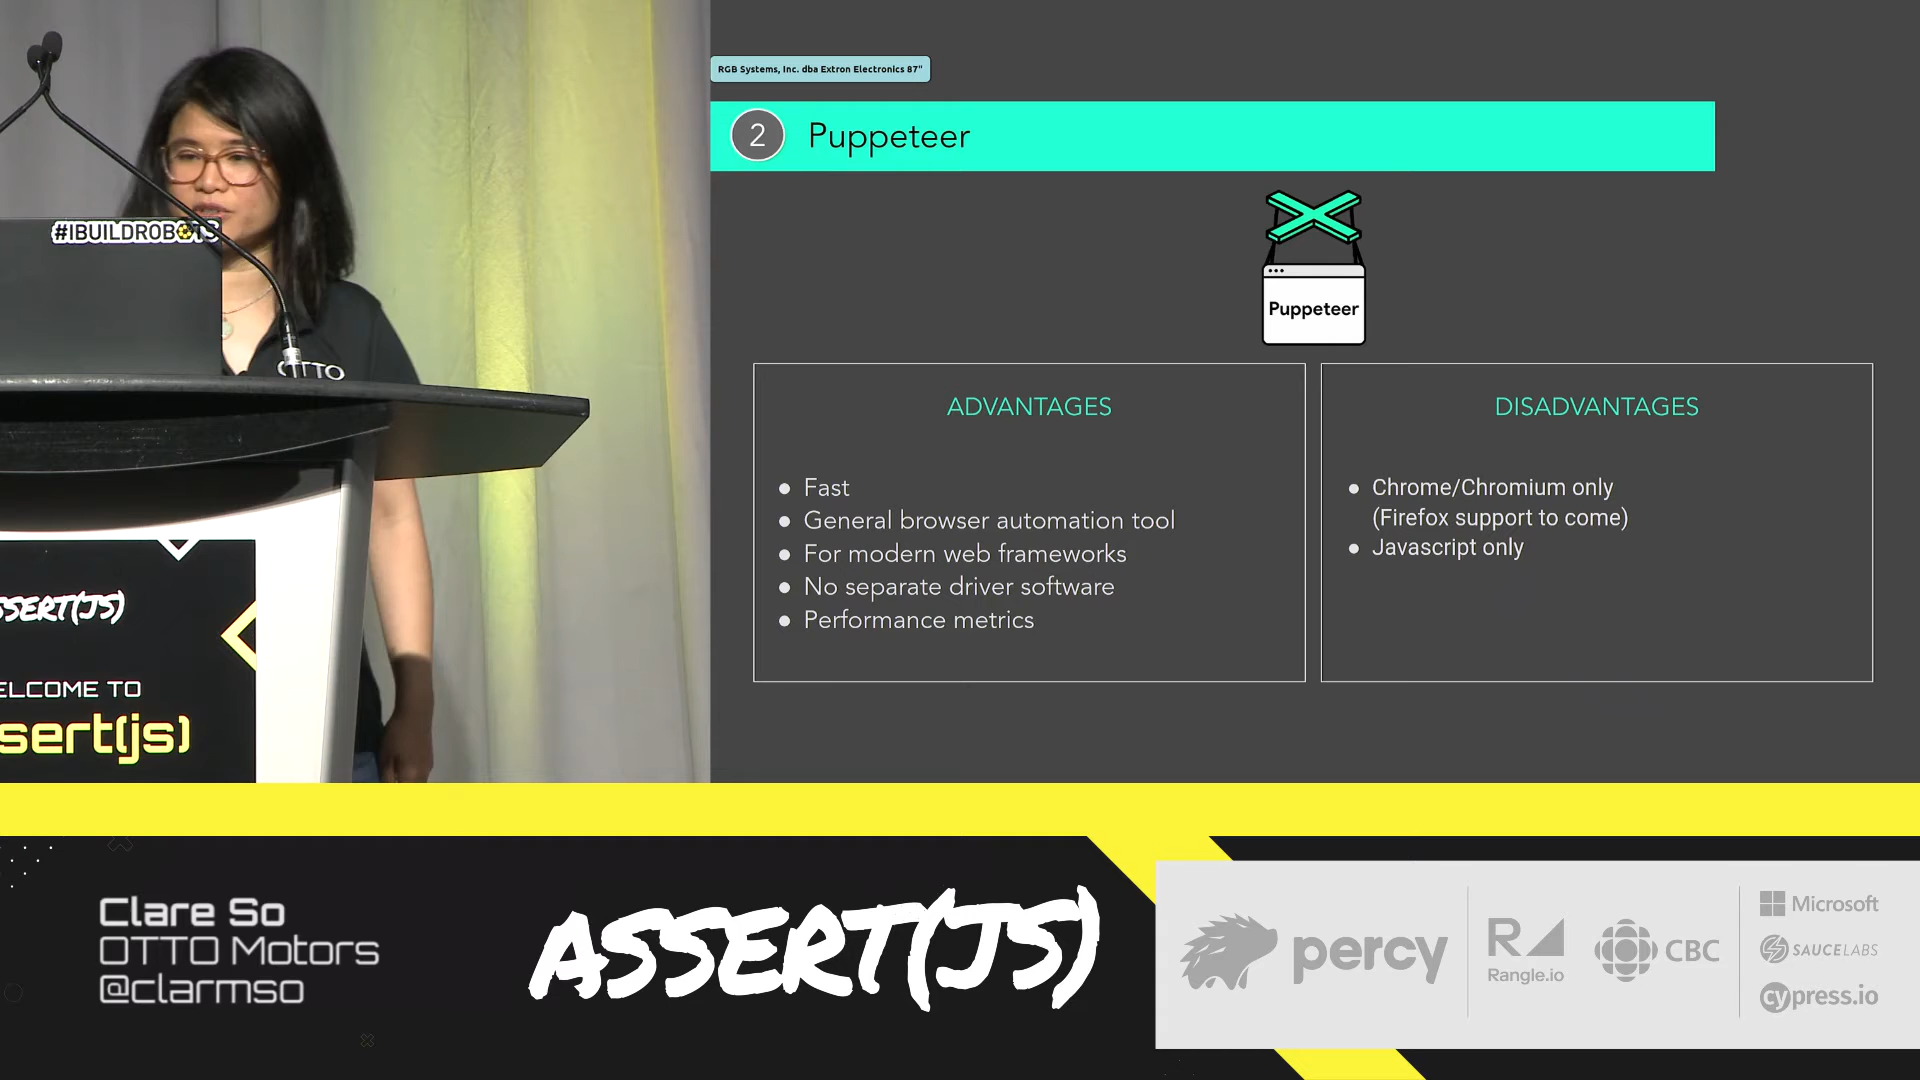 RGB Systems, Inc. dba Extron Electronics 87"
2 Puppeteer
Puppeteer
ADVANTAGES
Fast
General browser automation tool
For modern web frameworks
No separate driver software
Performance metrics
DISADVANTAGES
Chrome/Chromium only
(Firefox support to come)
Javascript only
#IBUILDROBOTS
OTTO
SSERT(JS)
ELCOME TO
sert(js)
Clare So
OTTO Motors
@clarmso
ASSERT(JS)
percy
R
Rangle.io
CBC
Microsoft
SAUCELABS
cypress.io